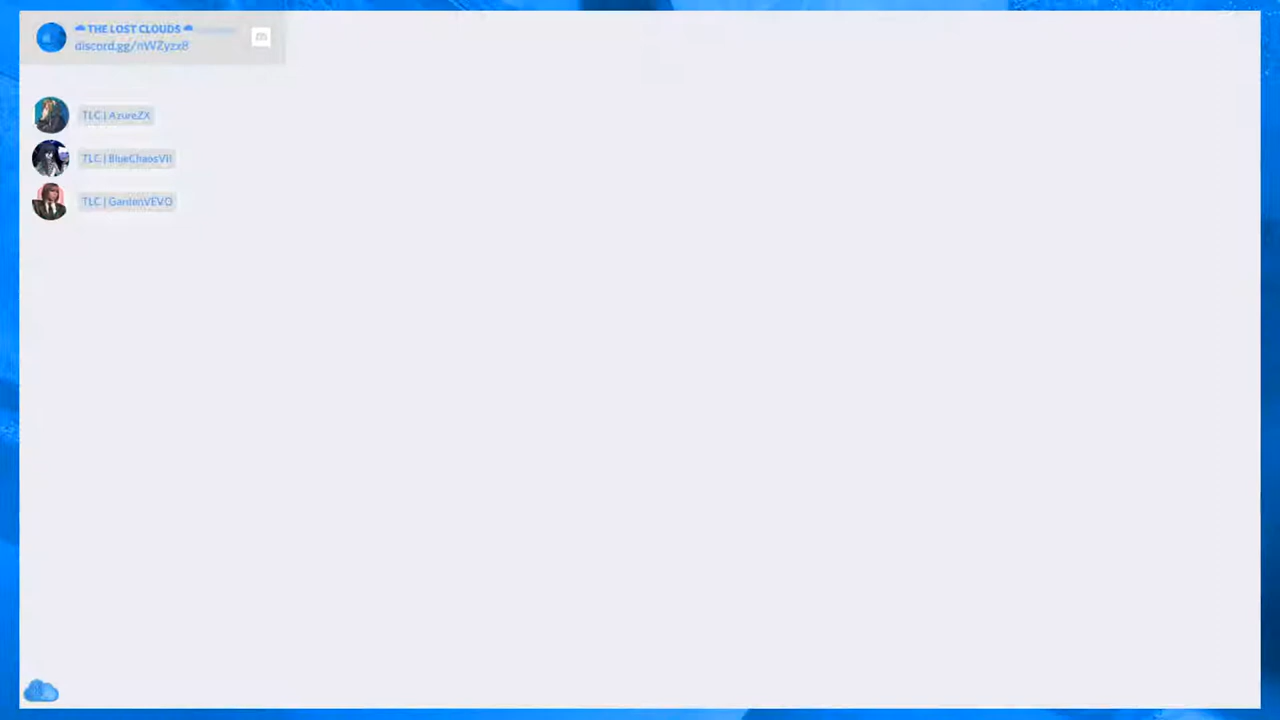 THE LOST CLOUDS
discord.gg/nWZyzx8
TLC | AzureZX
TLC | BlueChaosVII
TLC | GardenVEVO